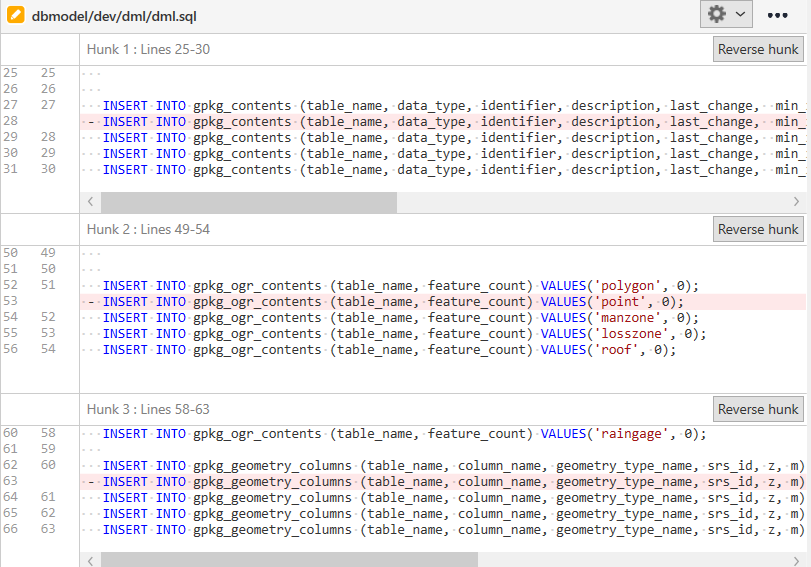 dbmodel/dev/dml/dml.sql
Hunk 1 : Lines 25-30
Reverse hunk
25 25
26 26
27 27 INSERT INTO gpkg_contents (table_name, data_type, identifier, description, last_change, min_
28 - INSERT INTO gpkg_contents (table_name, data_type, identifier, description, last_change, min_
29 28 INSERT INTO gpkg_contents (table_name, data_type, identifier, description, last_change, min_
30 29 INSERT INTO gpkg_contents (table_name, data_type, identifier, description, last_change, min_
31 30 INSERT INTO gpkg_contents (table_name, data_type, identifier, description, last_change, min_
Hunk 2 : Lines 49-54
Reverse hunk
50 49
51 50
52 51 INSERT INTO gpkg_ogr_contents (table_name, feature_count) VALUES('polygon', 0);
53 - INSERT INTO gpkg_ogr_contents (table_name, feature_count) VALUES('point', 0);
54 52 INSERT INTO gpkg_ogr_contents (table_name, feature_count) VALUES('manzone', 0);
55 53 INSERT INTO gpkg_ogr_contents (table_name, feature_count) VALUES('losszone', 0);
56 54 INSERT INTO gpkg_ogr_contents (table_name, feature_count) VALUES('roof', 0);
Hunk 3 : Lines 58-63
Reverse hunk
60 58 INSERT INTO gpkg_ogr_contents (table_name, feature_count) VALUES('raingage', 0);
61 59
62 60 INSERT INTO gpkg_geometry_columns (table_name, column_name, geometry_type_name, srs_id, z, m)
63 - INSERT INTO gpkg_geometry_columns (table_name, column_name, geometry_type_name, srs_id, z, m)
64 61 INSERT INTO gpkg_geometry_columns (table_name, column_name, geometry_type_name, srs_id, z, m)
65 62 INSERT INTO gpkg_geometry_columns (table_name, column_name, geometry_type_name, srs_id, z, m)
66 63 INSERT INTO gpkg_geometry_columns (table_name, column_name, geometry_type_name, srs_id, z, m)